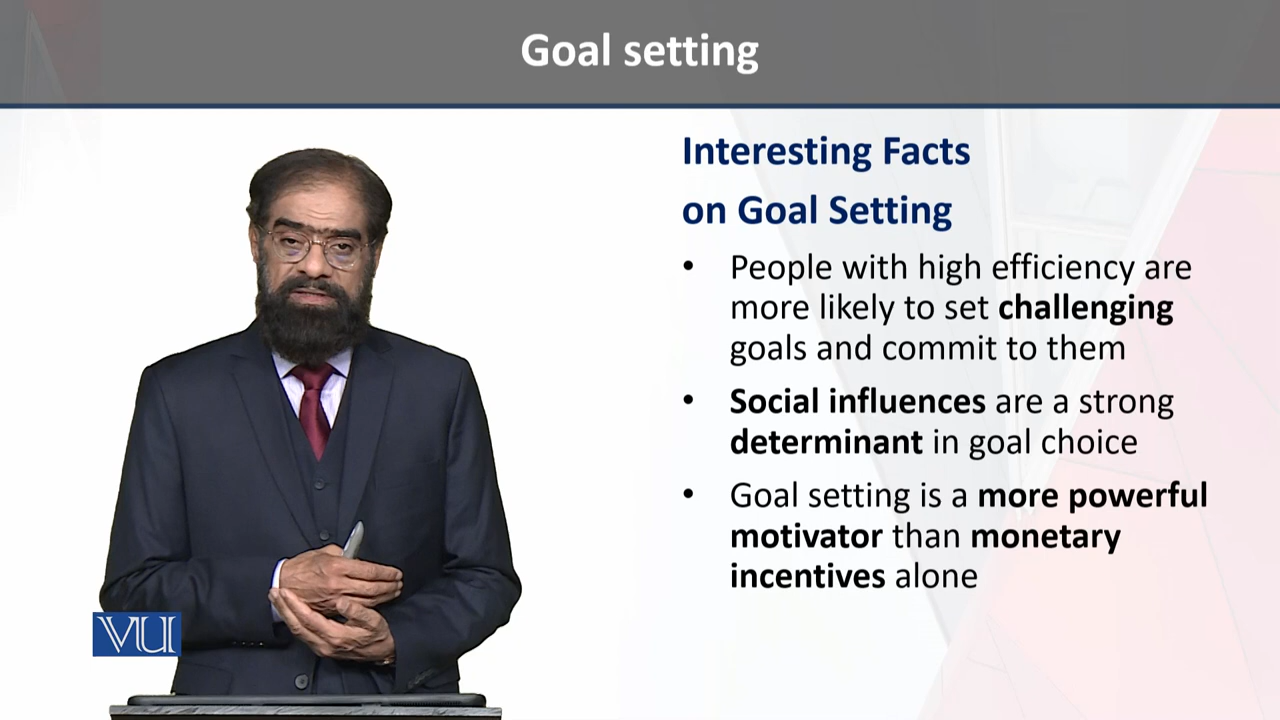 Goal setting
Interesting Facts
on Goal Setting
• People with high efficiency are
more likely to set challenging
goals and commit to them
• Social influences are a strong
determinant in goal choice
• Goal setting is a more powerful
motivator than monetary
incentives alone
VU